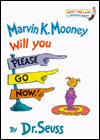 Marvin K. Mooney
Will you
PLEASE
GO
NOW!
By Dr. Seuss